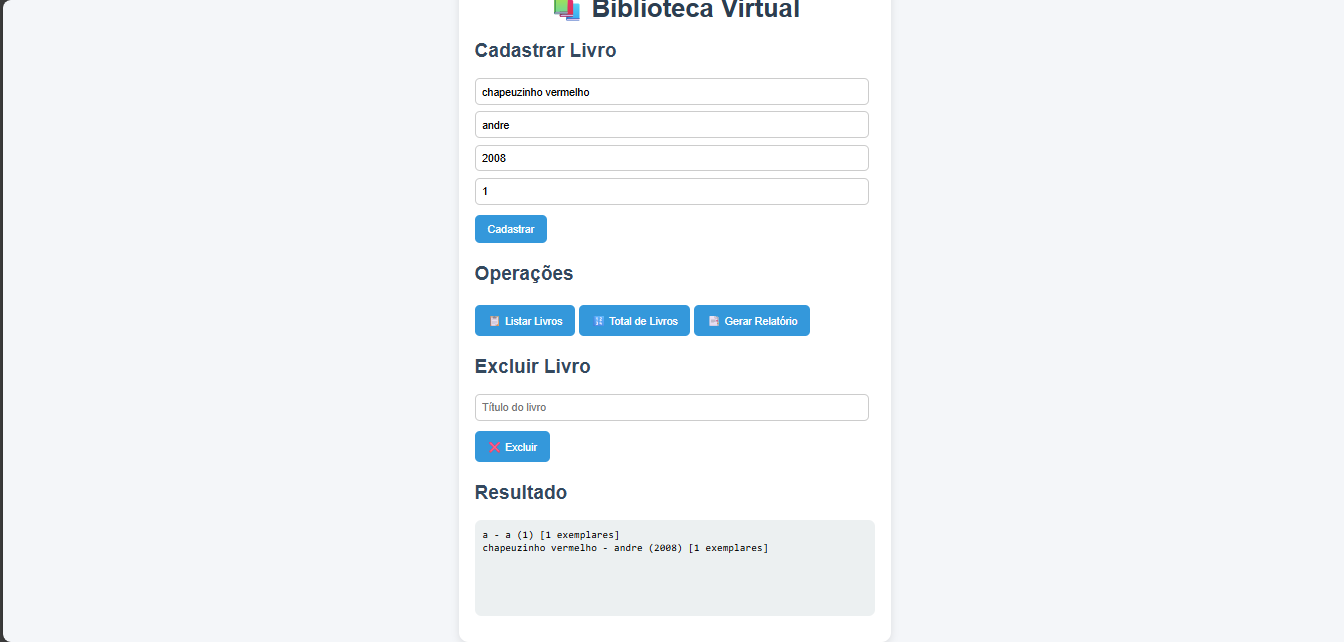 Biblioteca Virtual
Cadastrar Livro
chapeuzinho vermelho
andre
2008
1
Cadastrar
Operações
Listar Livros Total de Livros Gerar Relatório
Excluir Livro
Título do livro
Excluir
Resultado
a - a (1) [1 exemplares]
chapeuzinho vermelho - andre (2008) [1 exemplares]